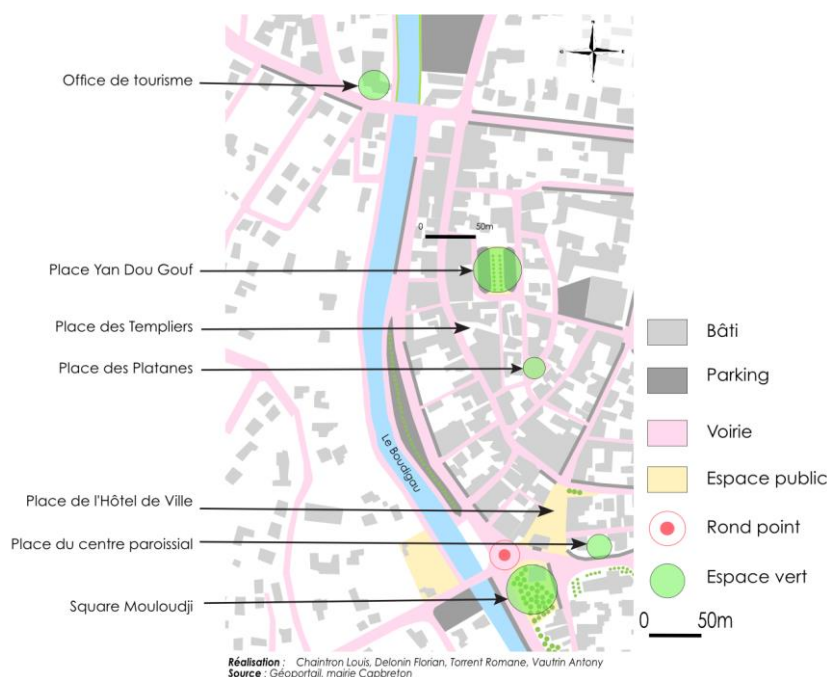 Office de tourisme
50m
0
Place Yan Dou Gouf
Place des Templiers
Place des Platanes
Le Boudigau
Place de l'Hôtel de Ville
Place du centre paroissial
Square Mouloudji
Bâti
Parking
Voirie
Espace public
Rond point
Espace vert
0 50m
Réalisation : Chaintron Louis, Delonin Florian, Torrent Romane, Vautrin Antony
Source : Géoportail, mairie Capbreton